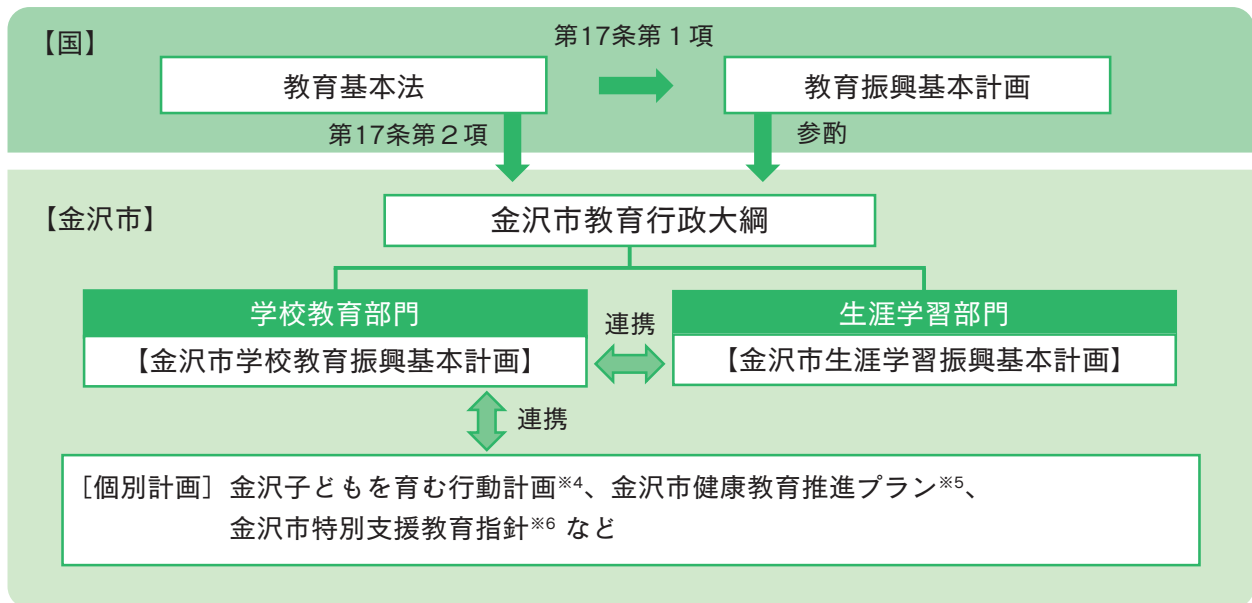 【国】
第17条第１項
教育基本法
教育振興基本計画
第17条第２項
参酌
【金沢市】
金沢市教育行政大綱
学校教育部門
【金沢市学校教育振興基本計画】
連携
生涯学習部門
【金沢市生涯学習振興基本計画】
連携
［個別計画］金沢子どもを育む行動計画※4、金沢市健康教育推進プラン※5、
金沢市特別支援教育指針※6 など